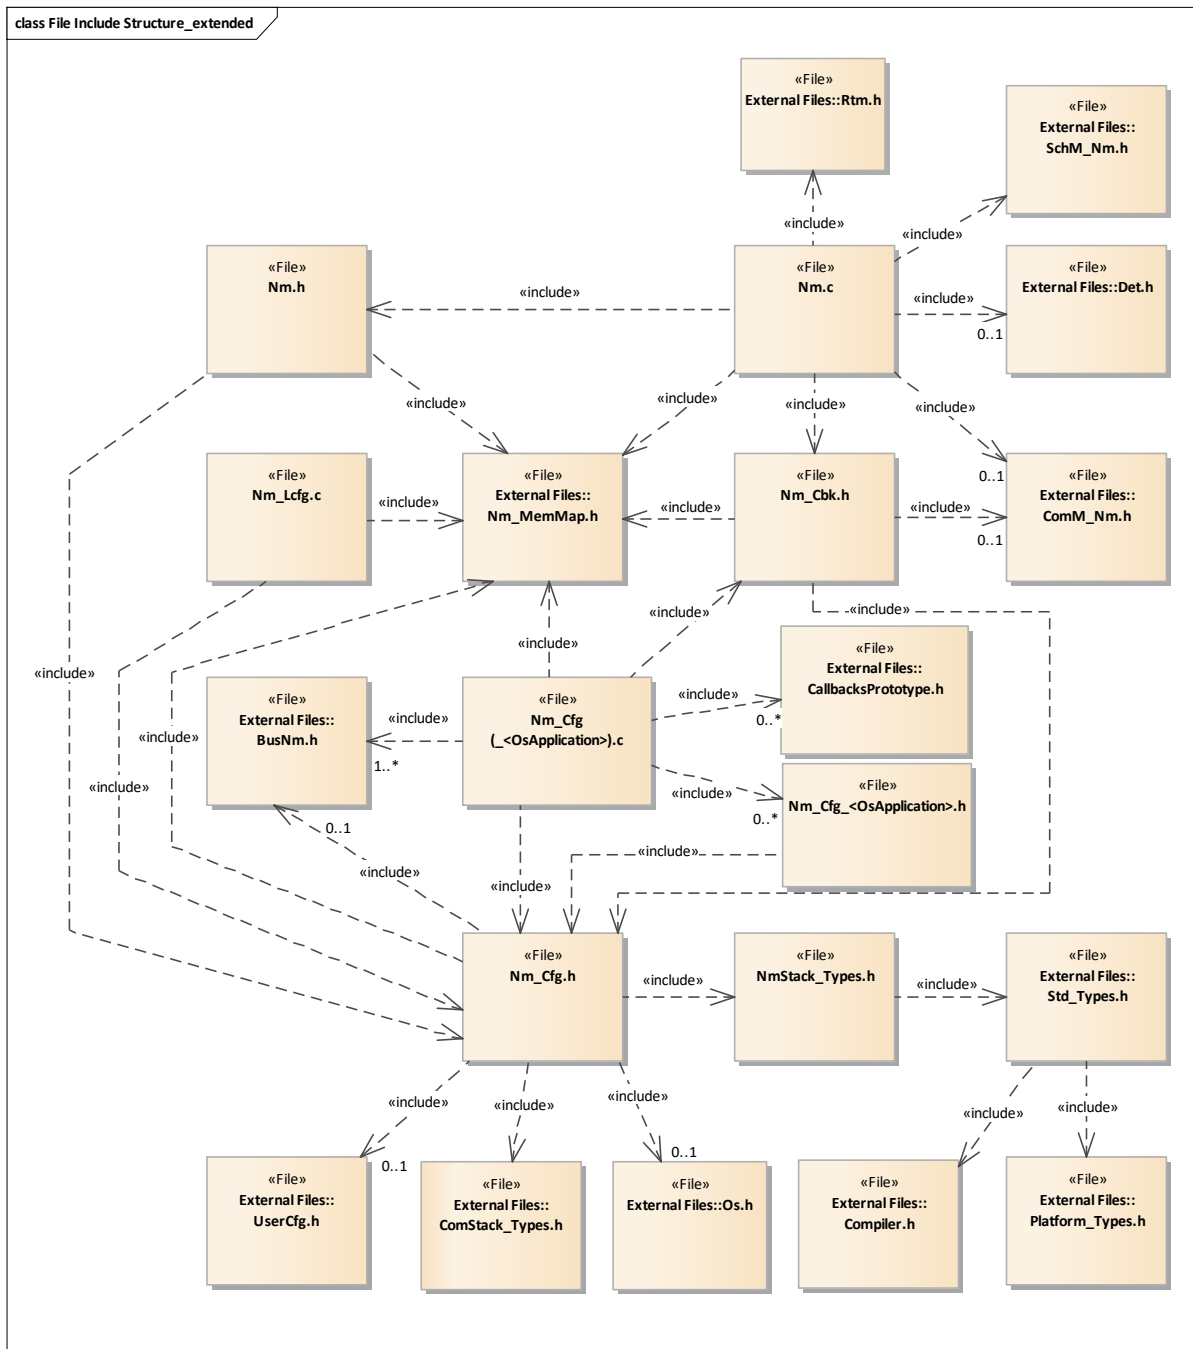 class File Include Structure_extended
«File»
External Files::Rtm.h
«File»
External Files::
SchM_Nm.h
«include»
«include»
«File»
Nm.h
«File»
Nm.c
«File»
External Files::Det.h
«include»
«include»
0..1
«include»
«include»
«include»
«include»
0..1
«File»
Nm_Lcfg.c
«File»
External Files::
Nm_MemMap.h
«File»
Nm_Cbk.h
«File»
External Files::
ComM_Nm.h
«include»
«include»
«include»
0..1
«include»
«include»
«include»
«include»
«File»
External Files::
CallbacksPrototype.h
«include»
0..*
«File»
External Files::
BusNm.h
«File»
Nm_Cfg
(_<OsApplication>).c
«include»
«include»
1..*
«include»
«include»
0..*
«File»
Nm_Cfg_<OsApplication>.h
0..1
«include»
«include»
«include»
«File»
Nm_Cfg.h
«File»
NmStack_Types.h
«File»
External Files::
Std_Types.h
«include»
«include»
«include»
«include»
«include»
«include»
«include»
0..1
0..1
«File»
External Files::
UserCfg.h
«File»
External Files::
ComStack_Types.h
«File»
External Files::Os.h
«File»
External Files::
Compiler.h
«File»
External Files::
Platform_Types.h